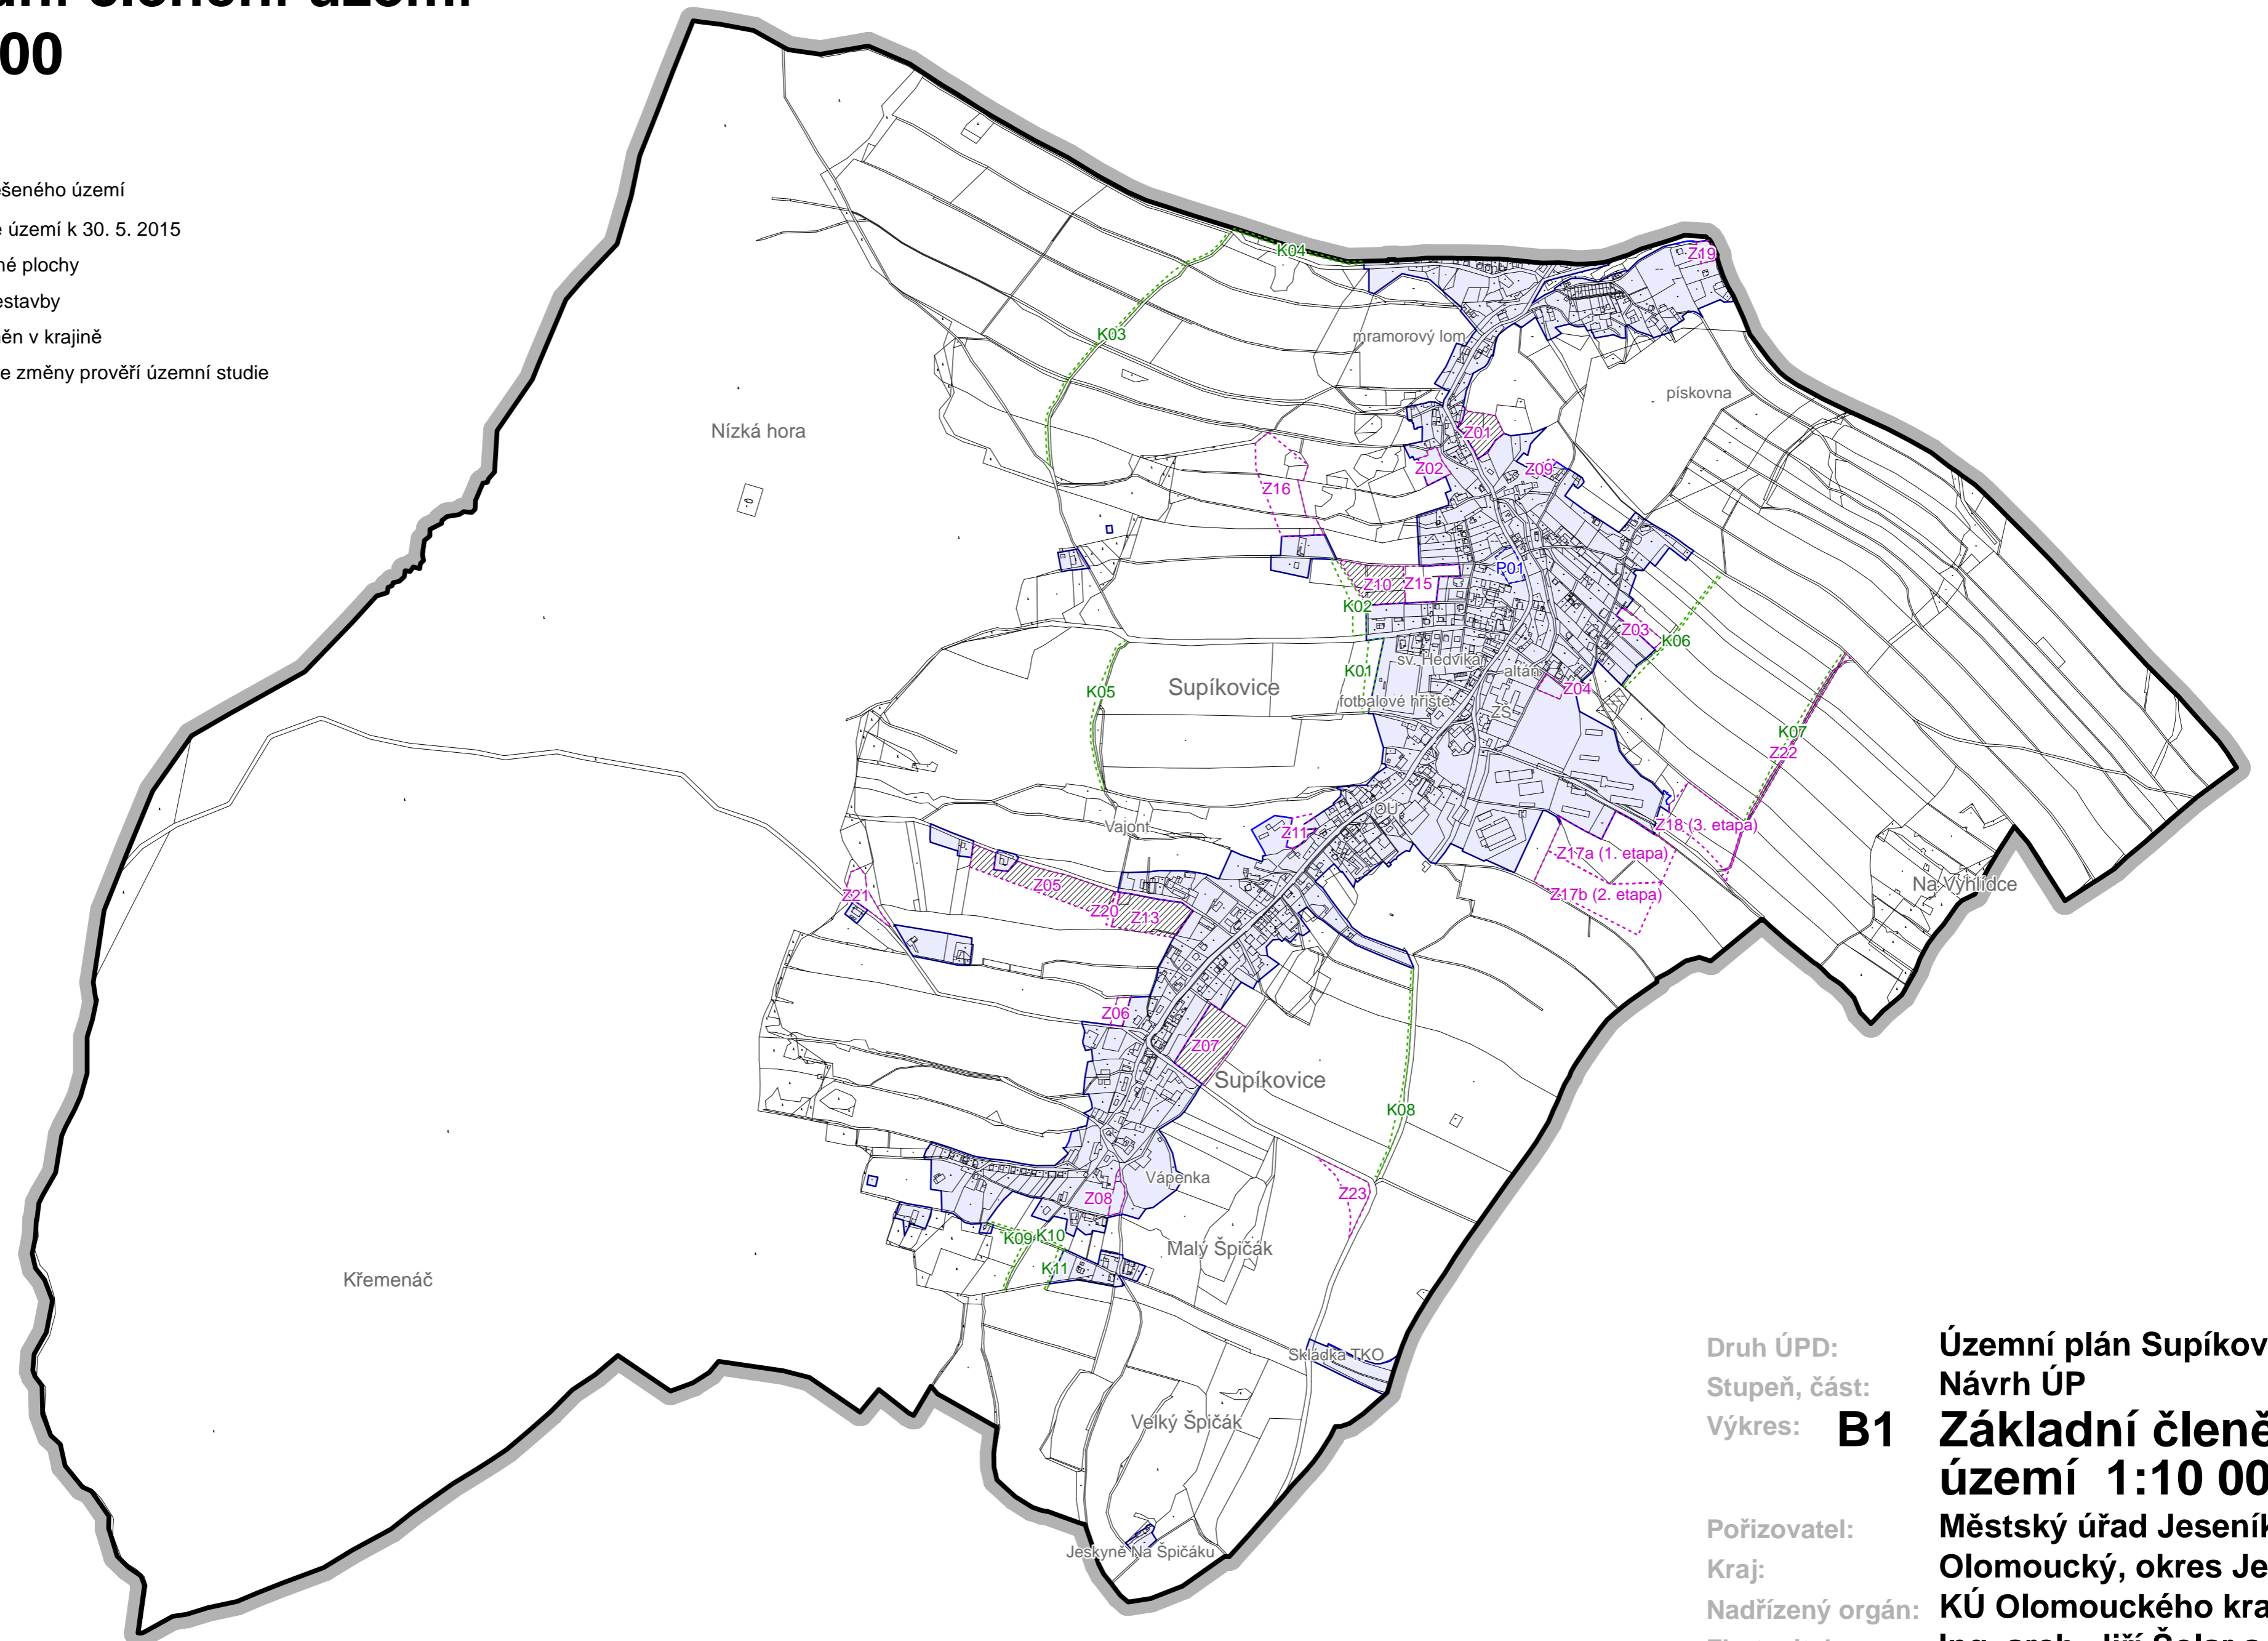 00
ešeného území
é území k 30. 5. 2015
né plochy
estavby
ěn v krajině
e změny prověří územní studie
K04
Z19
K03
mramorový lom
pískovna
Nízká hora
Z01
Z02
Z09
Z16
P01
Z10
Z15
K02
Z03
K06
sv. Hedvika
K01
altán
Z04
K05
Supíkovice
fotbalové hřiště
ZŠ
K07
Z22
OÚ
Vajont
Z11
Z18 (3. etapa)
Z17a (1. etapa)
Z05
Na Vyhlídce
Z21
Z17b (2. etapa)
Z20
Z13
Z06
Z07
Supíkovice
K08
Vápenka
Z08
Z23
K09
K10
Malý Špičák
K11
Křemenáč
Skládka TKO
Velký Špičák
Jeskyně Na Špičáku
Druh ÚPD: Územní plán Supíkov
Stupeň, část: Návrh ÚP
Výkres: B1 Základní členě
území 1:10 00
Pořizovatel: Městský úřad Jeseník
Kraj: Olomoucký, okres Je
Nadřízený orgán: KÚ Olomouckého kra